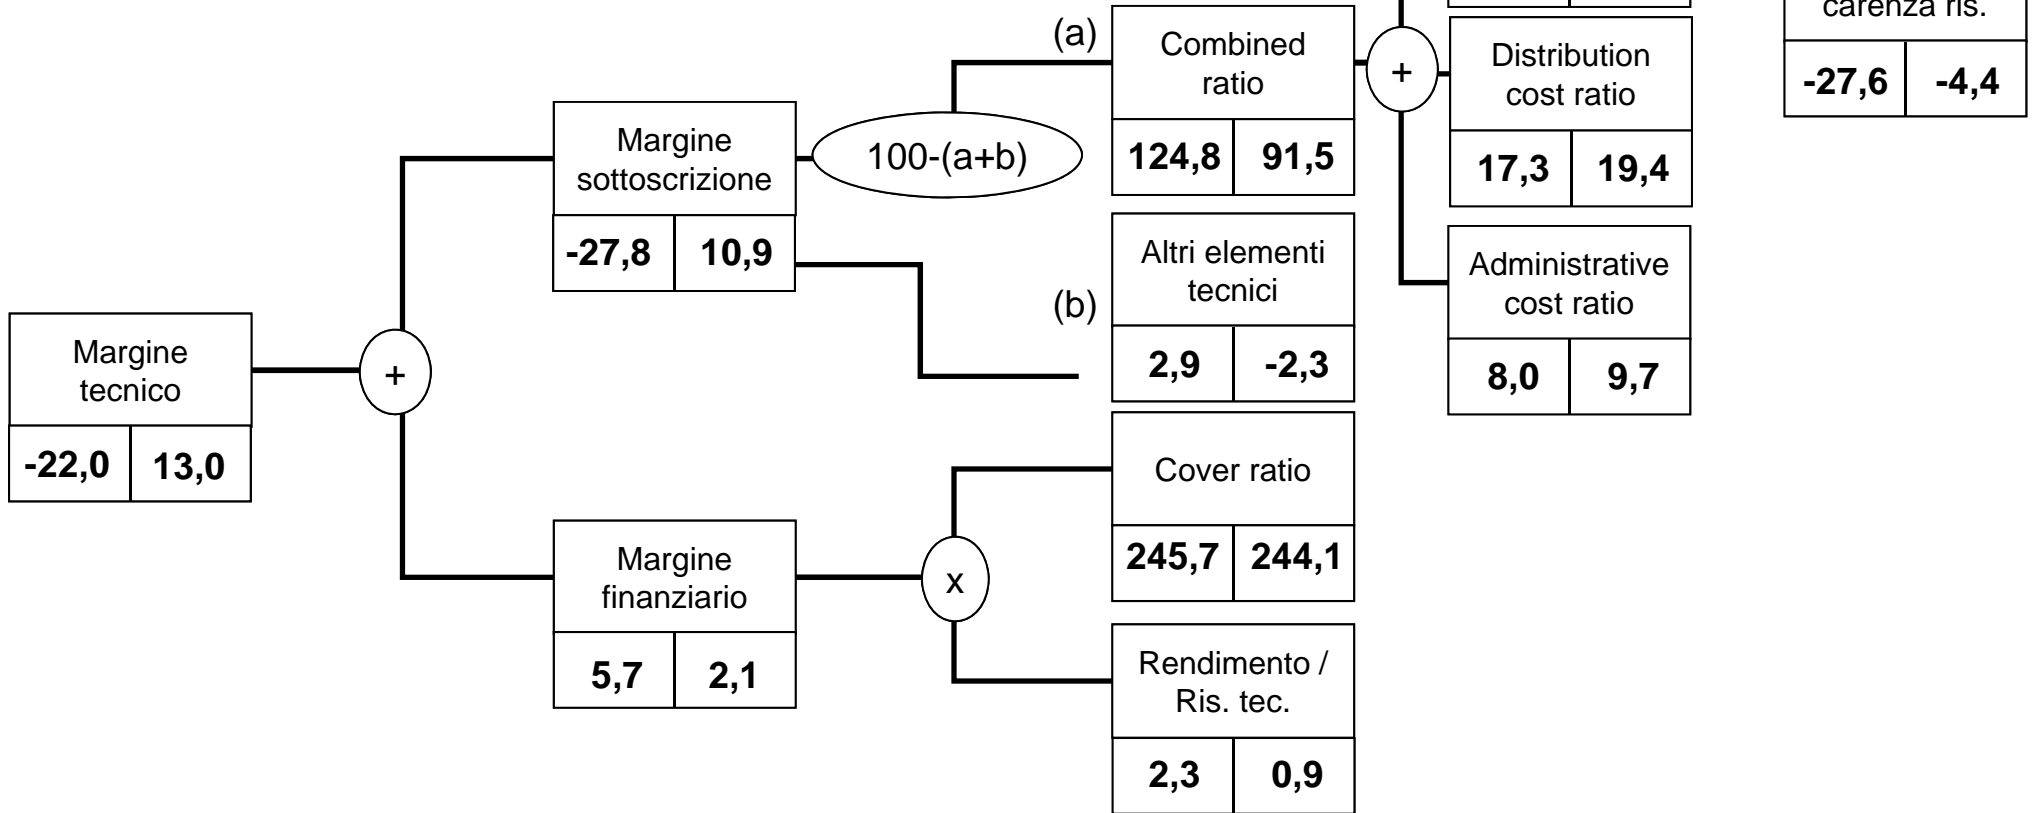 carenza ris.
-27,6 -4,4
(a)
Combined
ratio
124,8 91,5
+
Distribution
cost ratio
17,3 19,4
Margine
sottoscrizione
-27,8 10,9
100-(a+b)
(b)
Altri elementi
tecnici
2,9 -2,3
Administrative
cost ratio
8,0 9,7
Margine
tecnico
-22,0 13,0
+
Cover ratio
245,7 244,1
Margine
finanziario
5,7 2,1
x
Rendimento /
Ris. tec.
2,3 0,9